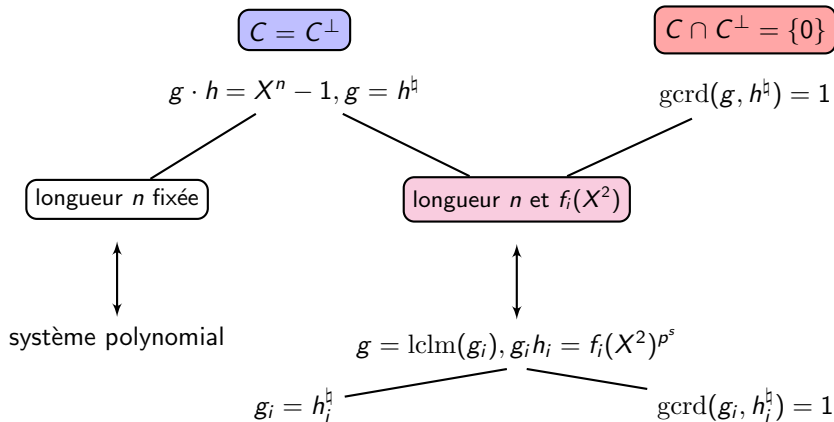 C = C^⊥
C ∩ C^⊥ = {0}
g · h = X^n − 1, g = h^♮
gcrd(g, h^♮) = 1
longueur n fixée
longueur n et f_i(X^2)
système polynomial
g = lclm(g_i), g_i h_i = f_i(X^2)^{p^s}
g_i = h_i^♮
gcrd(g_i, h_i^♮) = 1